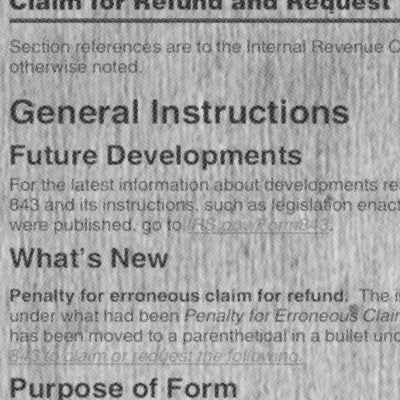 Claim for Refund and Request
Section references are to the Internal Revenue C
otherwise noted.
General Instructions
Future Developments
For the latest information about developments re
843 and its instructions, such as legislation enact
were published, go to IRS.gov/Form843.
What's New
Penalty for erroneous claim for refund. The i
under what had been Penalty for Erroneous Clair
has been moved to a parenthetical in a bullet und
843 to claim or request the following.
Purpose of Form